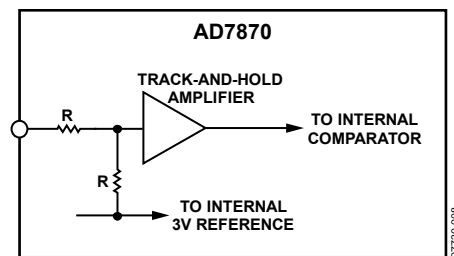 AD7870
TRACK-AND-HOLD
AMPLIFIER
R
TO INTERNAL
COMPARATOR
R
TO INTERNAL
3V REFERENCE